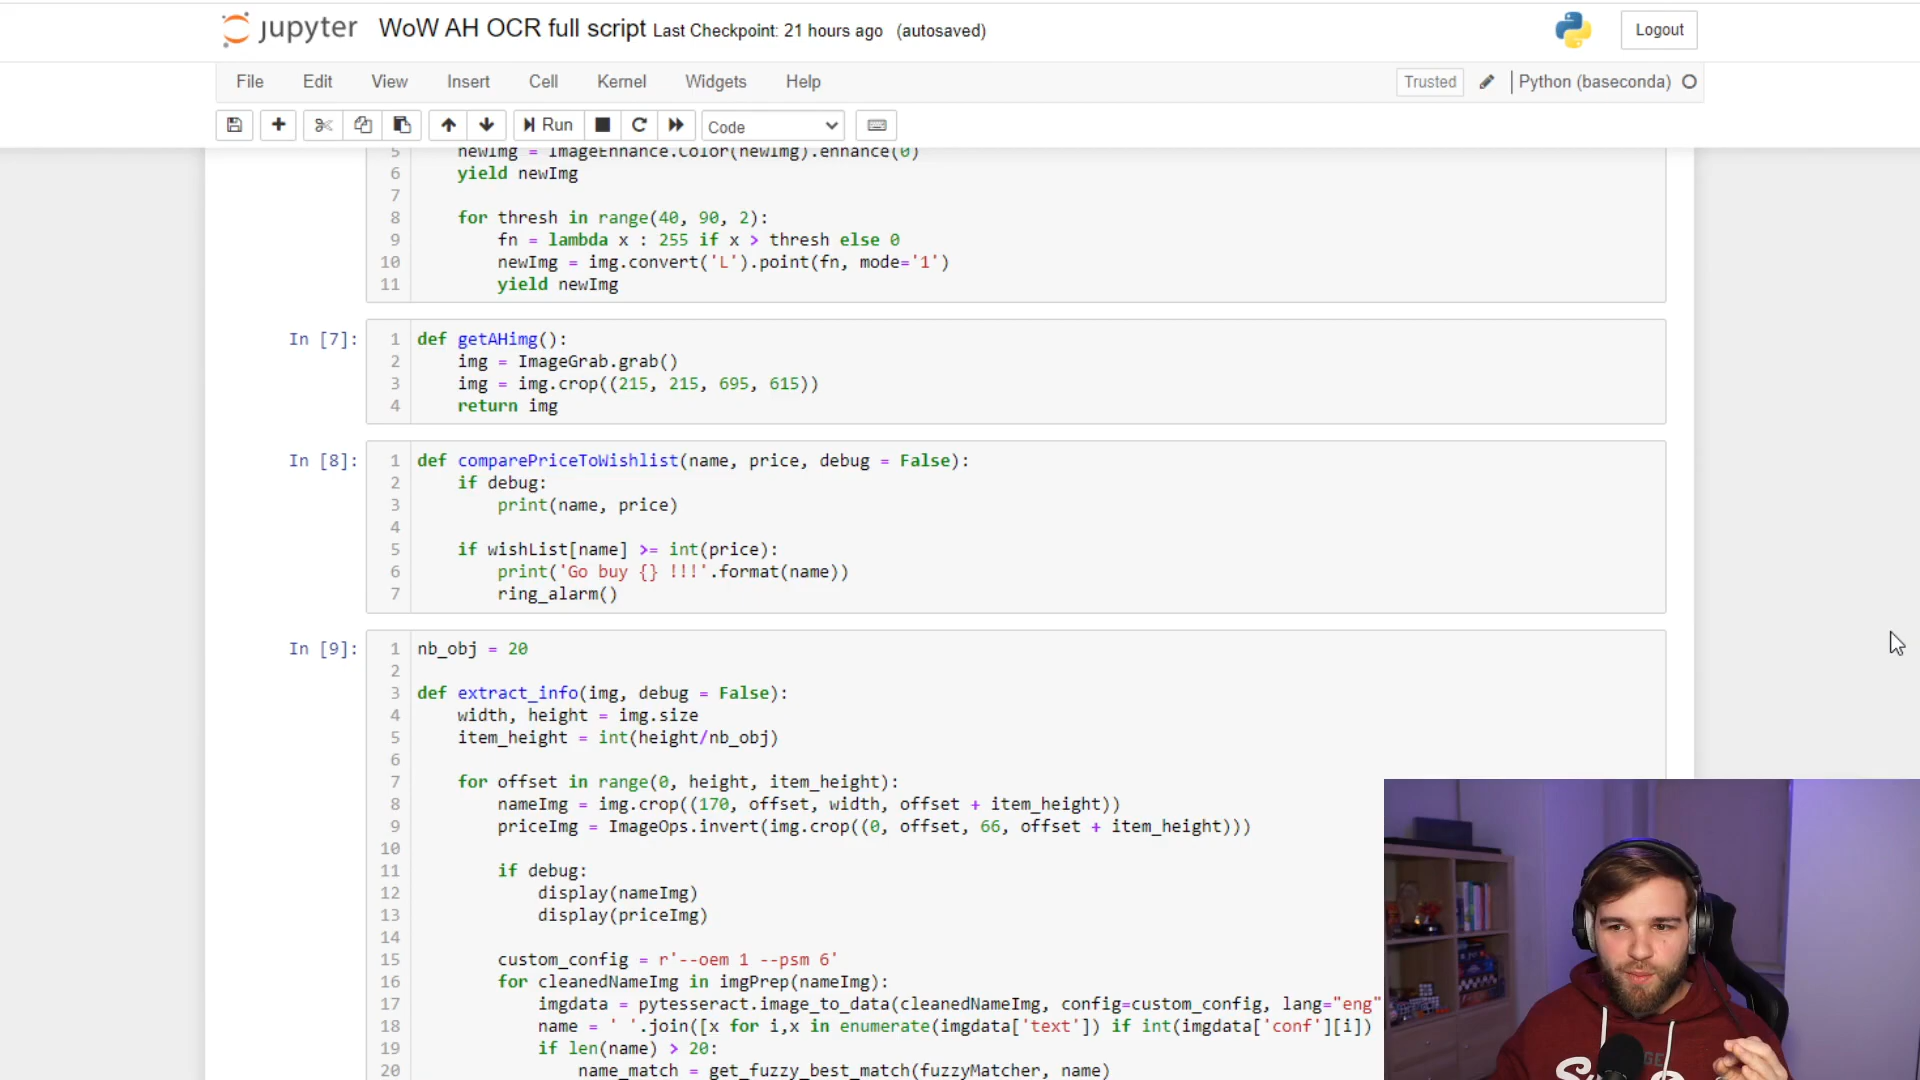 jupyter WoW AH OCR full script Last Checkpoint: 21 hours ago (autosaved) Logout
File Edit View Insert Cell Kernel Widgets Help Trusted Python (baseconda)
Run Code
5 newImg = ImageEnhance.Color(newImg).enhance(0)
6 yield newImg
7
8 for thresh in range(40, 90, 2):
9 fn = lambda x : 255 if x > thresh else 0
10 newImg = img.convert('L').point(fn, mode='1')
11 yield newImg
In [7]: 1 def getAHimg():
2 img = ImageGrab.grab()
3 img = img.crop((215, 215, 695, 615))
4 return img
In [8]: 1 def comparePriceToWishlist(name, price, debug = False):
2 if debug:
3 print(name, price)
4
5 if wishList[name] >= int(price):
6 print('Go buy {} !!!'.format(name))
7 ring_alarm()
In [9]: 1 nb_obj = 20
2
3 def extract_info(img, debug = False):
4 width, height = img.size
5 item_height = int(height/nb_obj)
6
7 for offset in range(0, height, item_height):
8 nameImg = img.crop((170, offset, width, offset + item_height))
9 priceImg = ImageOps.invert(img.crop((0, offset, 66, offset + item_height)))
10
11 if debug:
12 display(nameImg)
13 display(priceImg)
14
15 custom_config = r'--oem 1 --psm 6'
16 for cleanedNameImg in imgPrep(nameImg):
17 imgdata = pytesseract.image_to_data(cleanedNameImg, config=custom_config, lang="eng"
18 name = ' '.join([x for i,x in enumerate(imgdata['text']) if int(imgdata['conf'][i])
19 if len(name) > 20:
20 name_match = get_fuzzy_best_match(fuzzyMatcher, name)